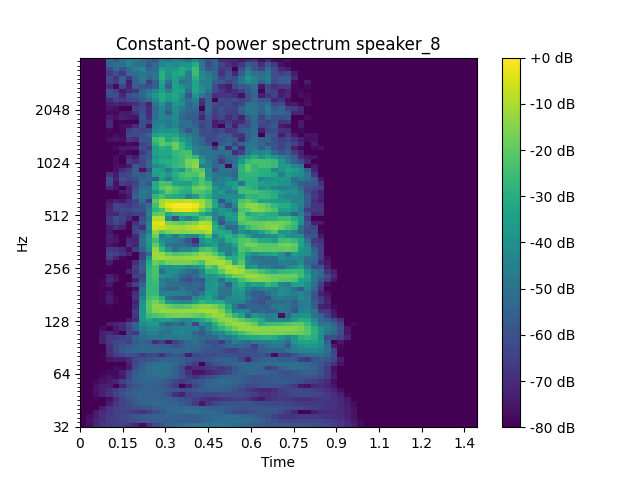 Constant-Q power spectrum speaker_8
Hz
2048
1024
512
256
128
64
32
0 0.15 0.3 0.45 0.6 0.75 0.9 1.1 1.2 1.4
Time
+0 dB
-10 dB
-20 dB
-30 dB
-40 dB
-50 dB
-60 dB
-70 dB
-80 dB